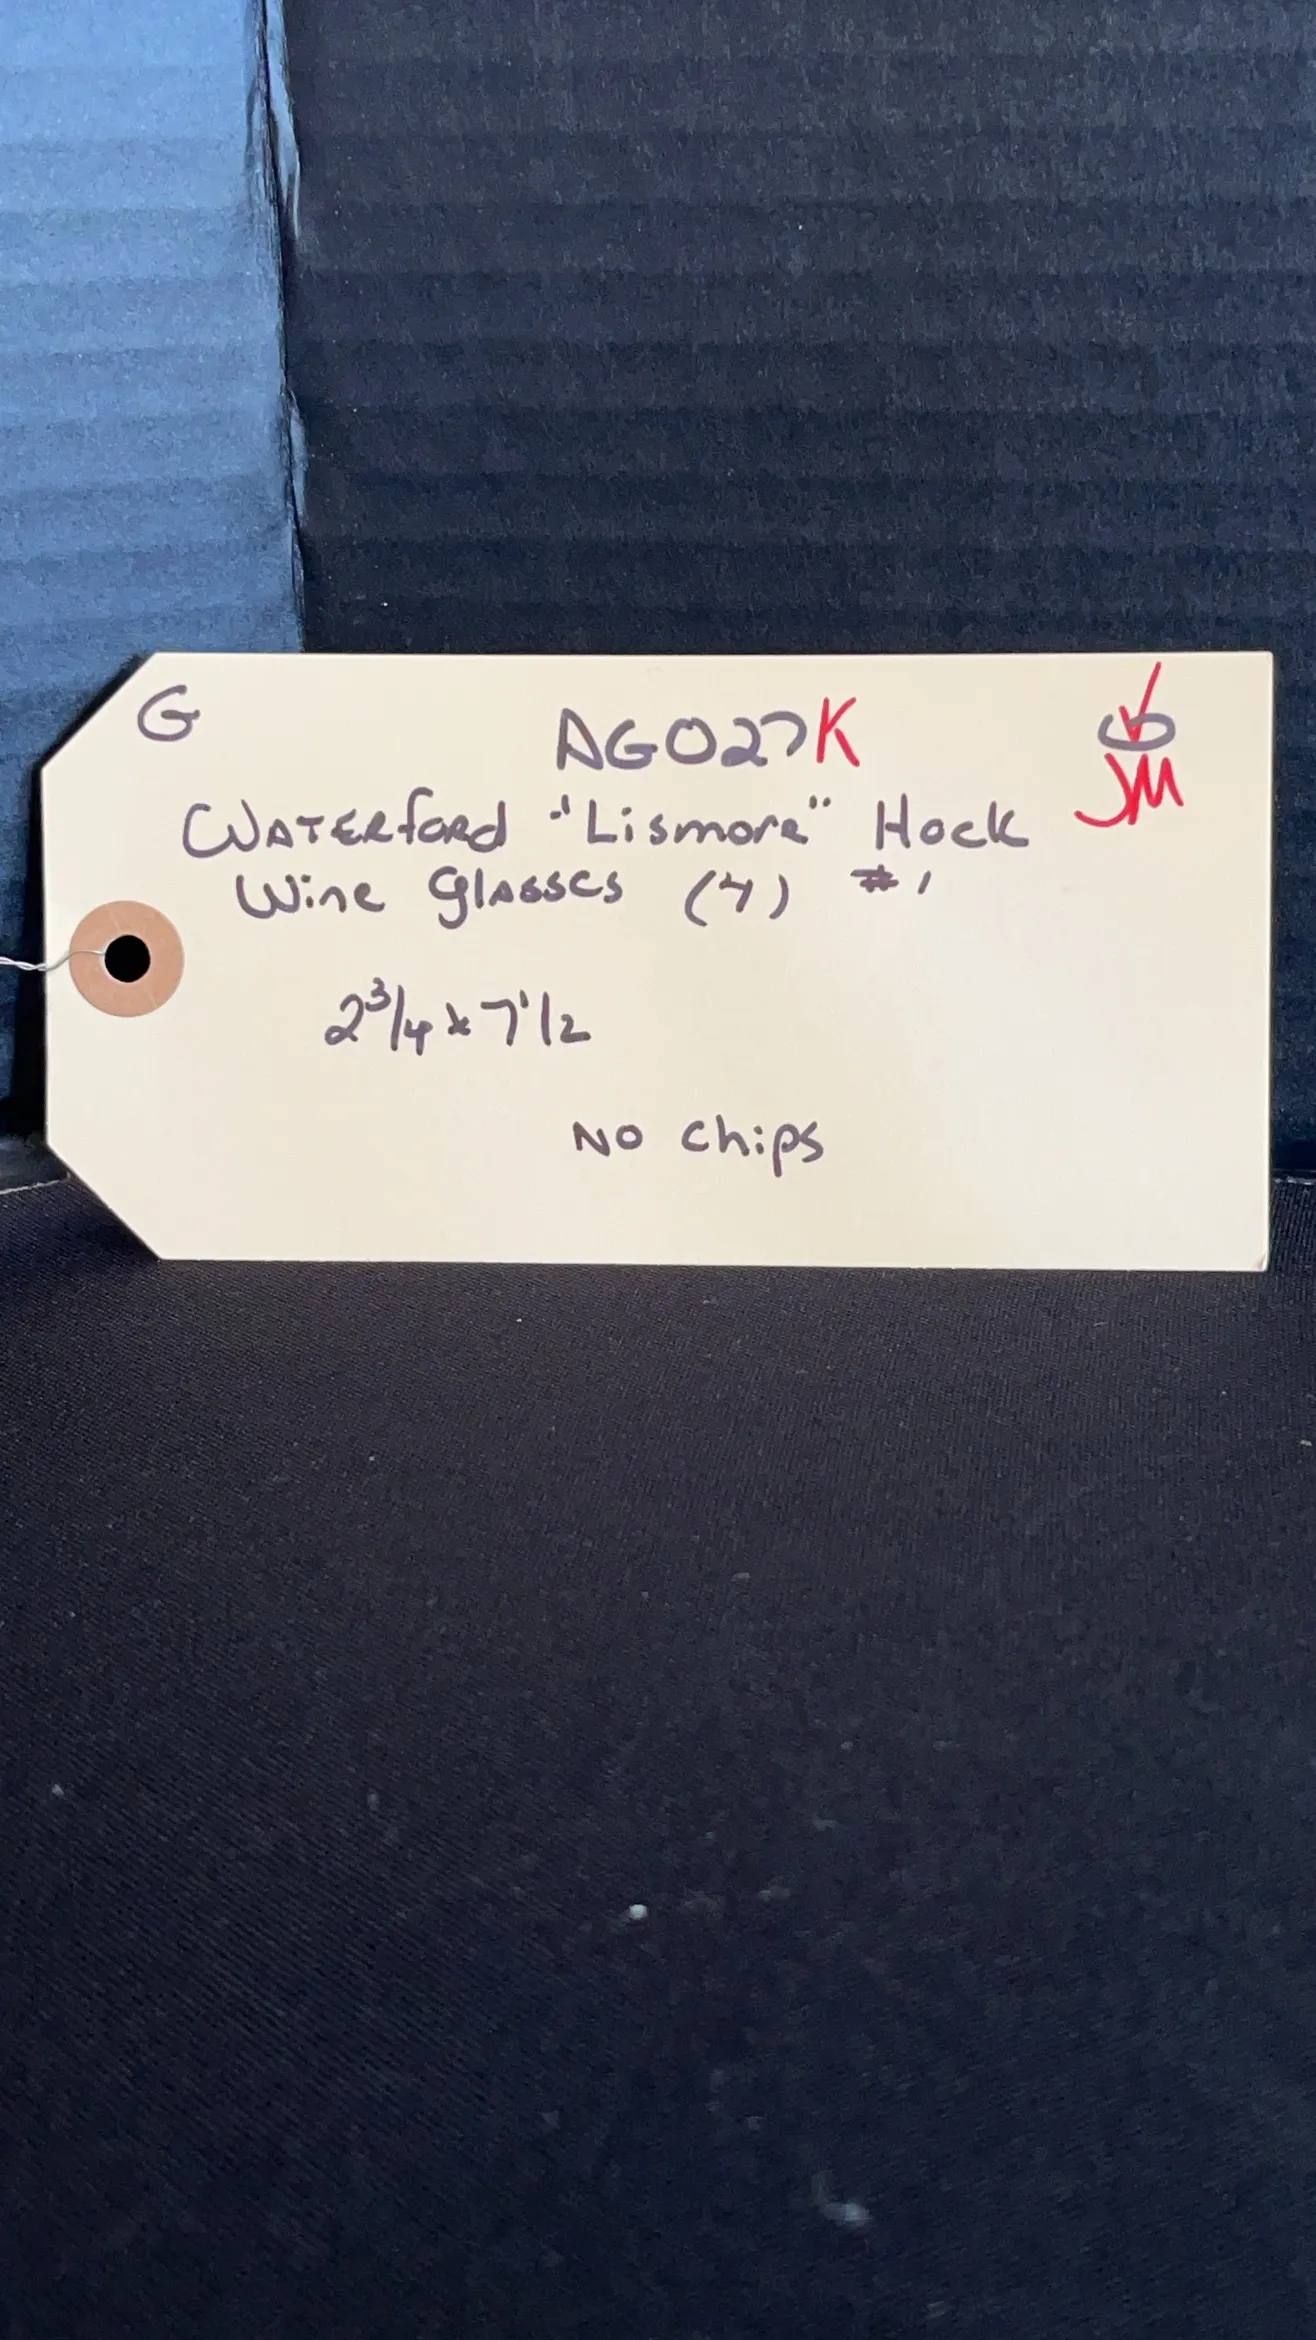 G AG027K
JM
WATERford "Lismore" Hock
Wine Glasses (4) #1
2 3/4 x 7 1/2
NO chips